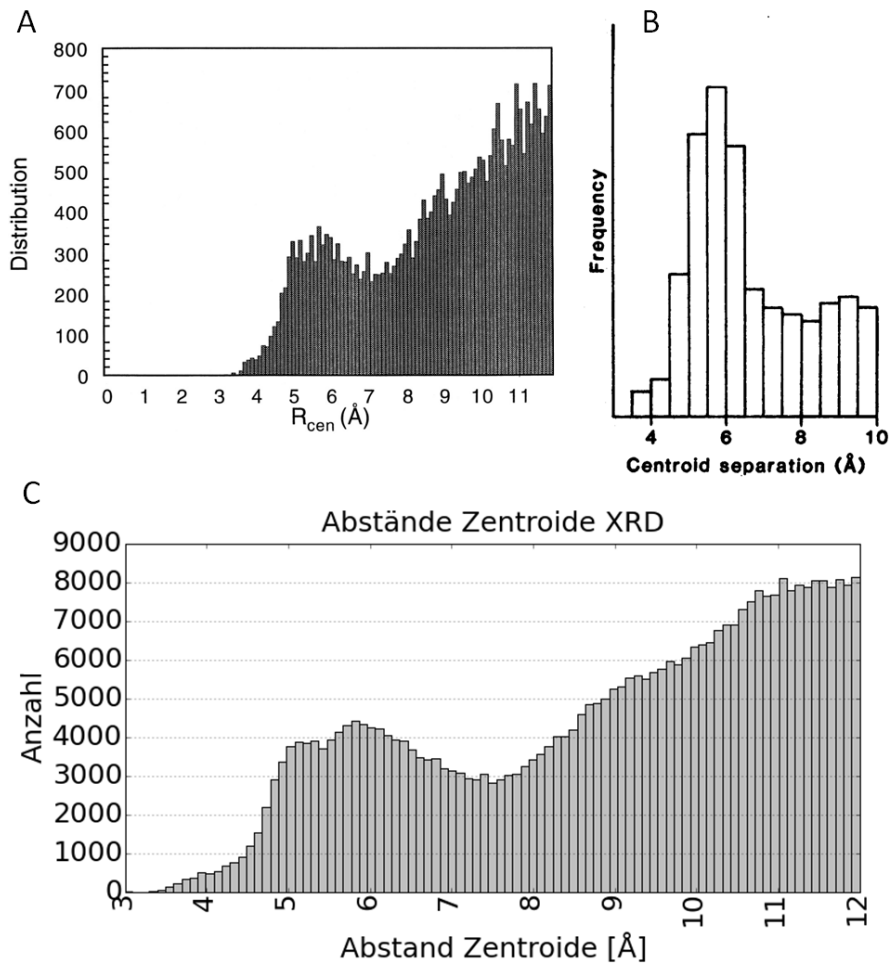 A
800
700
600
500
400
300
200
100
0
Distribution
0 1 2 3 4 5 6 7 8 9 10 11
Rcen (Å)
B
Frequency
4 6 8 10
Centroid separation (Å)
C
Abstände Zentroide XRD
9000
8000
7000
6000
5000
4000
3000
2000
1000
0
Anzahl
3 4 5 6 7 8 9 10 11 12
Abstand Zentroide [Å]